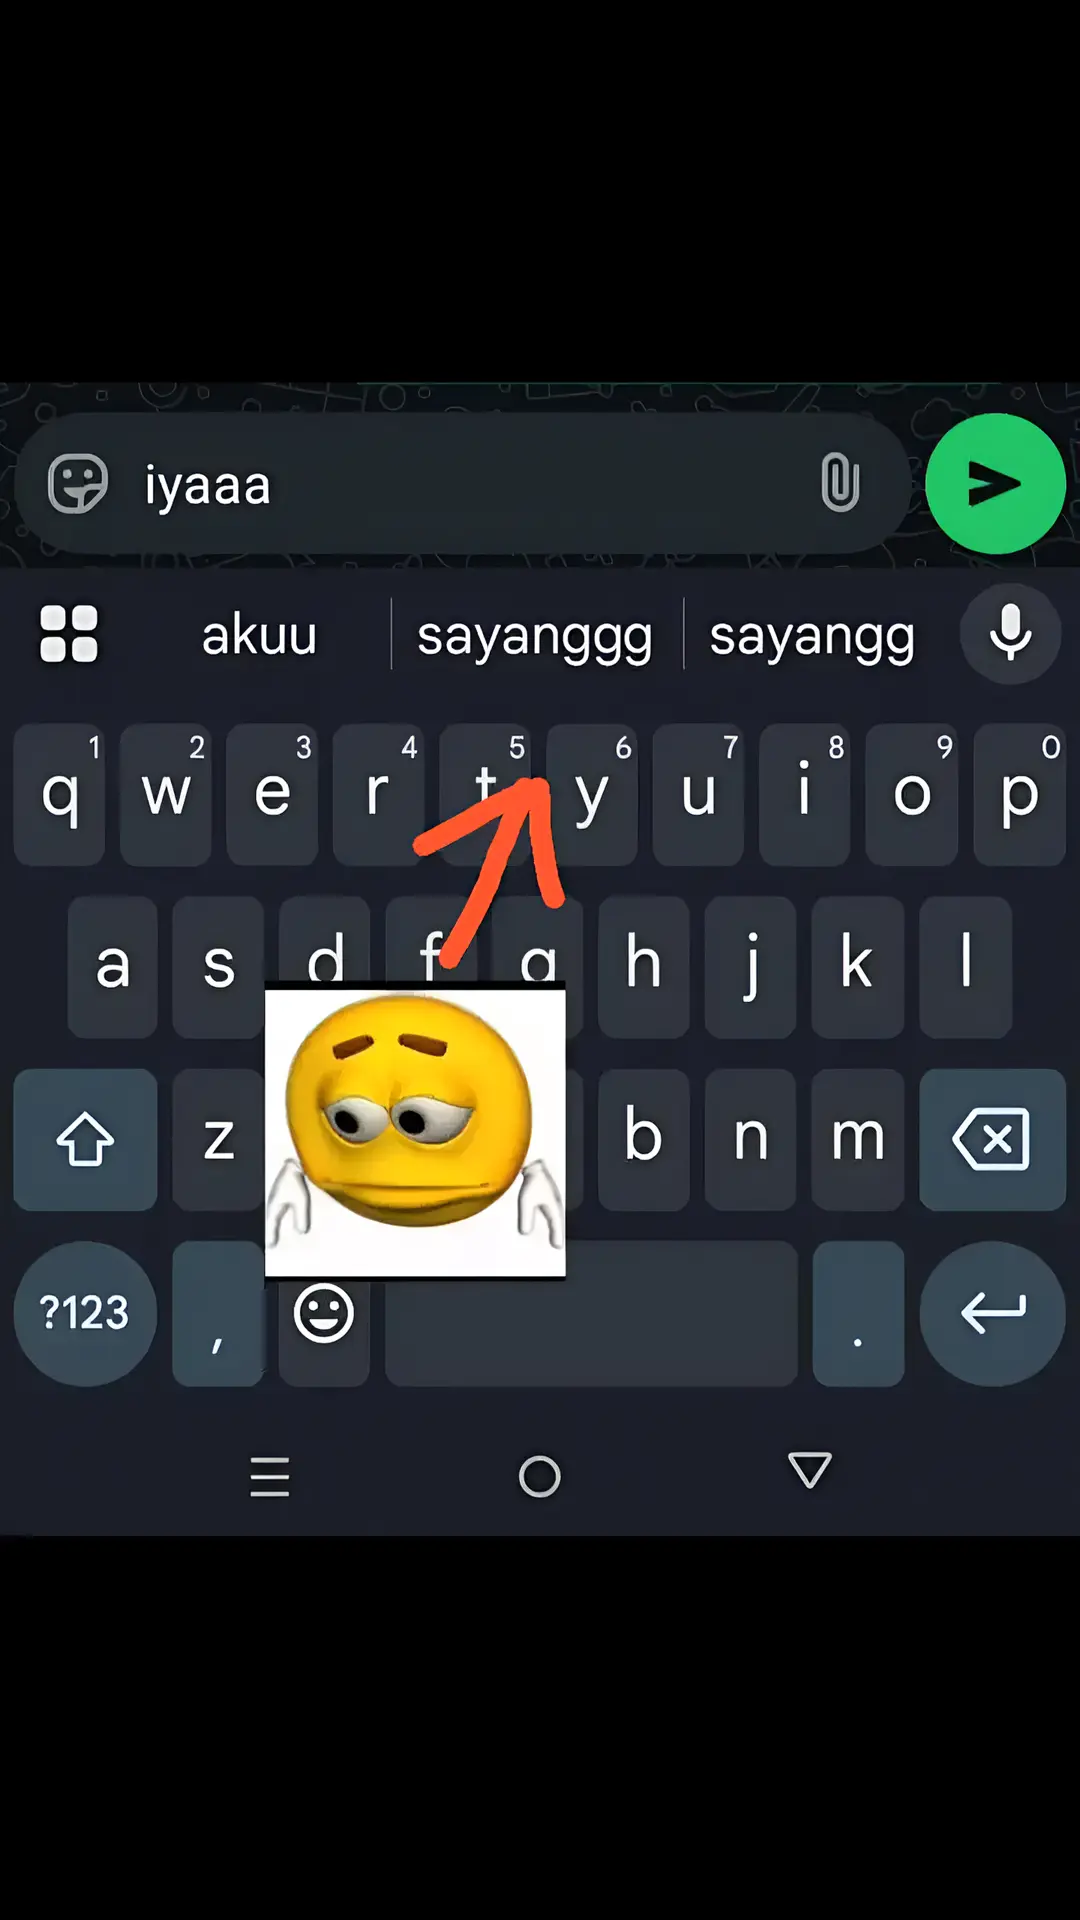 iyaaa
akuu sayanggg sayangg
1 2 3 4 5 6 7 8 9 0
q w e r t y u i o p
a s d f g h j k l
z b n m
?123 , .